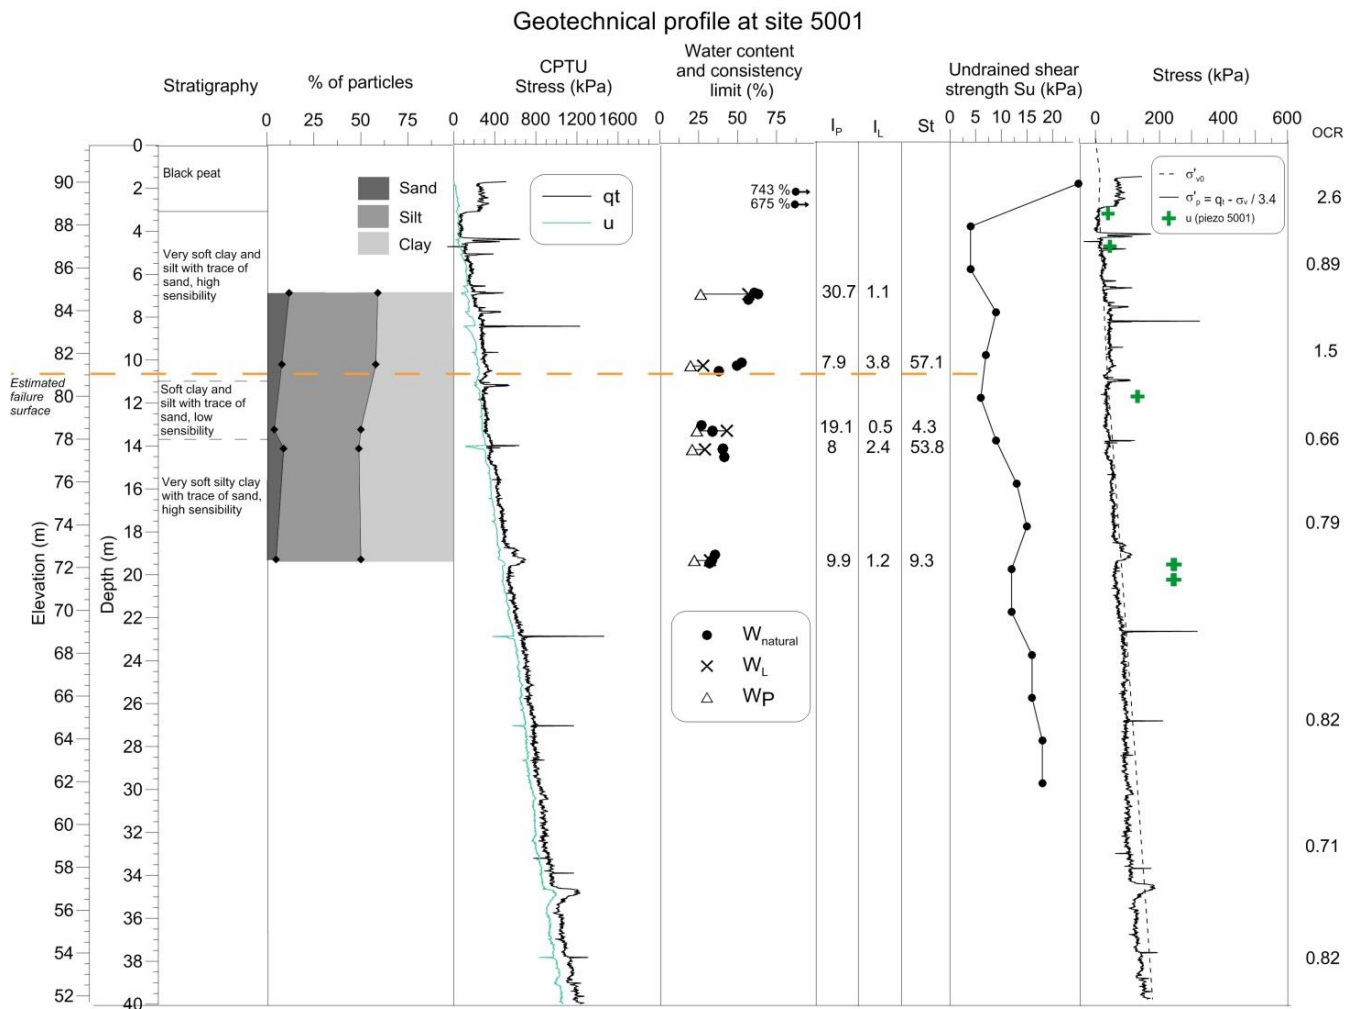 Geotechnical profile at site 5001
Stratigraphy
% of particles
0 25 50 75
CPTU
Stress (kPa)
0 400 800 1200 1600
Water content
and consistency
limit (%)
0 25 50 75 100
I_P I_L St
Undrained shear
strength Su (kPa)
0 5 10 15 20
Stress (kPa)
0 200 400 600
OCR
Elevation (m)
90
88
86
84
82
80
78
76
74
72
70
68
66
64
62
60
58
56
54
52
Depth (m)
0
2
4
6
8
10
12
14
16
18
20
22
24
26
28
30
32
34
36
38
40
Black peat
Very soft clay and
silt with trace of
sand, high
sensibility
Estimated
failure
surface
Soft clay and
silt with trace of
sand, low
sensibility
Very soft silty clay
with trace of sand,
high sensibility
Sand
Silt
Clay
qt
u
743 %
675 %
W natural
W L
W P
30.7 1.1
7.9 3.8 57.1
19.1 0.5 4.3
8 2.4 53.8
9.9 1.2 9.3
σ'v0
σ'p = qt - σv / 3.4
u (piezo 5001)
2.6
0.89
1.5
0.66
0.79
0.82
0.71
0.82